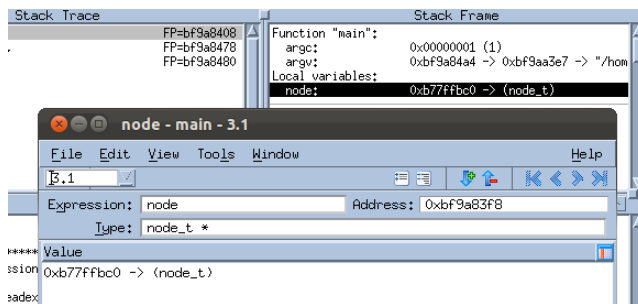 Stack Trace
Stack Frame
FP=bf9a8408
FP=bf9a8478
FP=bf9a8480
Function "main":
argc: 0x00000001 (1)
argv: 0xbf9a84a4 -> 0xbf9aa3e7 -> "/hom
Local variables:
node: 0xb77ffbc0 -> (node_t)
node - main - 3.1
File Edit View Tools Window Help
3.1
Expression: node Address: 0xbf9a83f8
Type: node_t *
Value
0xb77ffbc0 -> (node_t)
*****
ssion
eadex